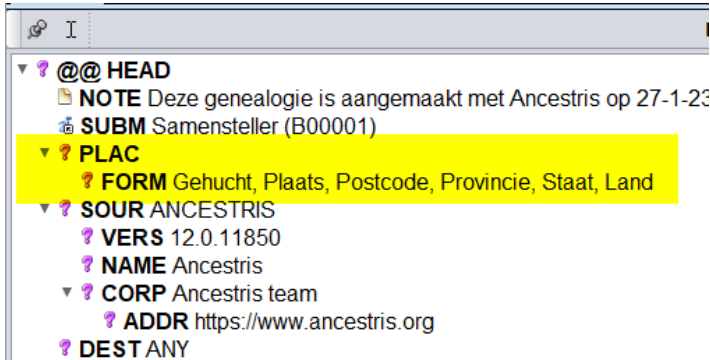 @@ HEAD
NOTE Deze genealogie is aangemaakt met Ancestris op 27-1-23
SUBM Samensteller (B00001)
PLAC
FORM Gehucht, Plaats, Postcode, Provincie, Staat, Land
SOUR ANCESTRIS
VERS 12.0.11850
NAME Ancestris
CORP Ancestris team
ADDR https://www.ancestris.org
DEST ANY